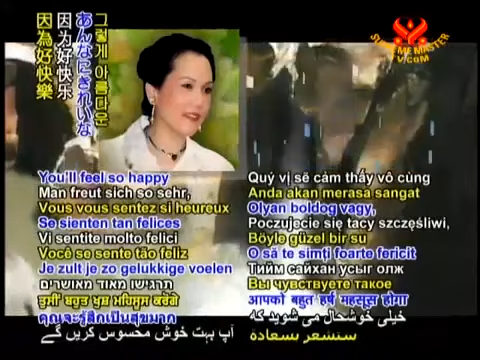 因為好快樂
因为好快乐
あんなにきれいな
그렇게 아름다운
SUPREME MASTER
TV.COM
You'll feel so happy
Man freut sich so sehr,
Vous vous sentez si heureux
Se sienten tan felices
Vi sentite molto felici
Você se sente tão feliz
Je zult je zo gelukkige voelen
תרגישו מאוד מאושרים
ਤੁਸੀਂ ਬਹੁਤ ਖੁਸ਼ ਮਹਿਸੂਸ ਕਰੋਗੇ
คุณจะรู้สึกเป็นสุขมาก
آپ بہت خوش محسوس کریں گے
Quý vị sẽ cảm thấy vô cùng
Anda akan merasa sangat
Olyan boldog vagy,
Poczujecie się tacy szczęśliwi,
Böyle güzel bir su
O să te simți foarte fericit
Тийм сайхан усыг олж
Вы чувствуете такое
आपको बहुत हर्ष महसूस होगा
خیلی خوشحال می شوید که
ستشعر بسعادة